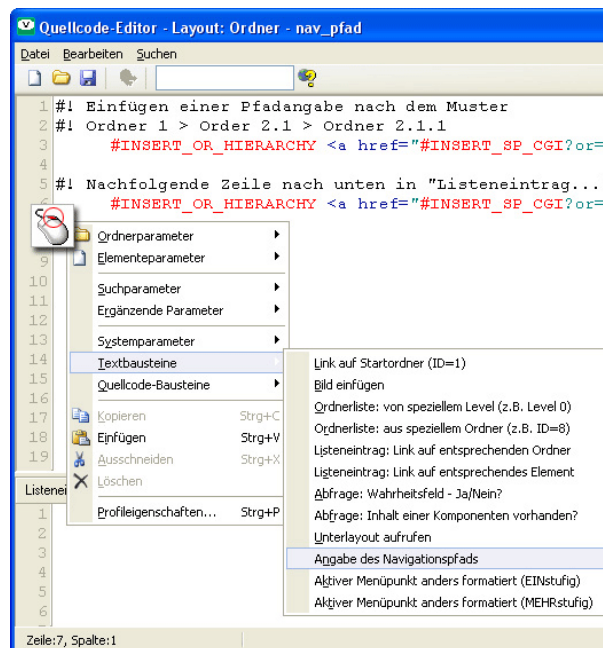 Quellcode-Editor - Layout: Ordner - nav_pfad
Datei Bearbeiten Suchen
1 #! Einfügen einer Pfadangabe nach dem Muster
2 #! Ordner 1 > Order 2.1 > Ordner 2.1.1
3 #INSERT_OR_HIERARCHY <a href="#INSERT_SP_CGI?or=
4
5 #! Nachfolgende Zeile nach unten in "Listeneintrag...
#INSERT_OR_HIERARCHY <a href="#INSERT_SP_CGI?or=
Ordnerparameter
9 Elementeparameter
10
Suchparameter
11 Ergänzende Parameter
12
13 Systemparameter
14 Textbausteine
15 Quellcode-Bausteine
16
17 Kopieren Strg+C
18 Einfügen Strg+V
19 Ausschneiden Strg+X
Löschen
Profileigenschaften... Strg+P
Link auf Startordner (ID=1)
Bild einfügen
Ordnerliste: von speziellem Level (z.B. Level 0)
Ordnerliste: aus speziellem Ordner (z.B. ID=8)
Listeneintrag: Link auf entsprechenden Ordner
Listeneintrag: Link auf entsprechendes Element
Abfrage: Wahrheitsfeld - Ja/Nein?
Abfrage: Inhalt einer Komponenten vorhanden?
Unterlayout aufrufen
Angabe des Navigationspfads
Aktiver Menüpunkt anders formatiert (EINstufig)
Aktiver Menüpunkt anders formatiert (MEHRstufig)
Listenei
1
2
3
4
5
6
Zeile:7, Spalte:1